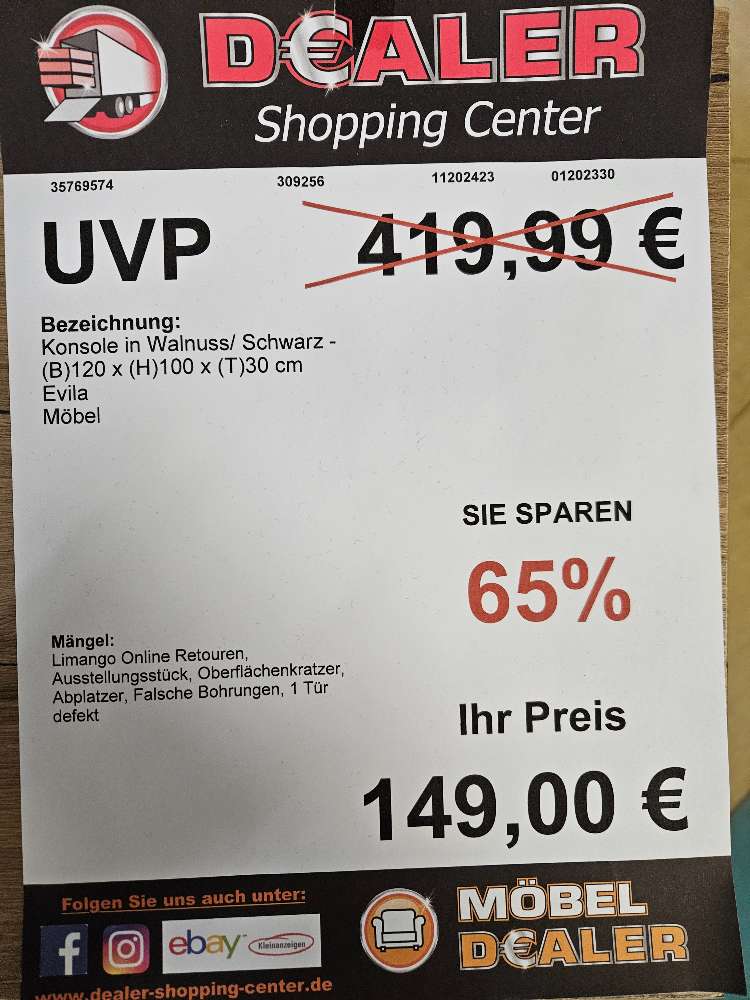 D€ALER
Shopping Center
35769574 309256 11202423 01202330
UVP 419,99 €
Bezeichnung:
Konsole in Walnuss/ Schwarz -
(B)120 x (H)100 x (T)30 cm
Evila
Möbel
SIE SPAREN
65%
Mängel:
Limango Online Retouren,
Ausstellungsstück, Oberflächenkratzer,
Abplatzer, Falsche Bohrungen, 1 Tür
defekt
Ihr Preis
149,00 €
Folgen Sie uns auch unter:
f ebay Kleinanzeigen
www.dealer-shopping-center.de
MÖBEL
D€ALER